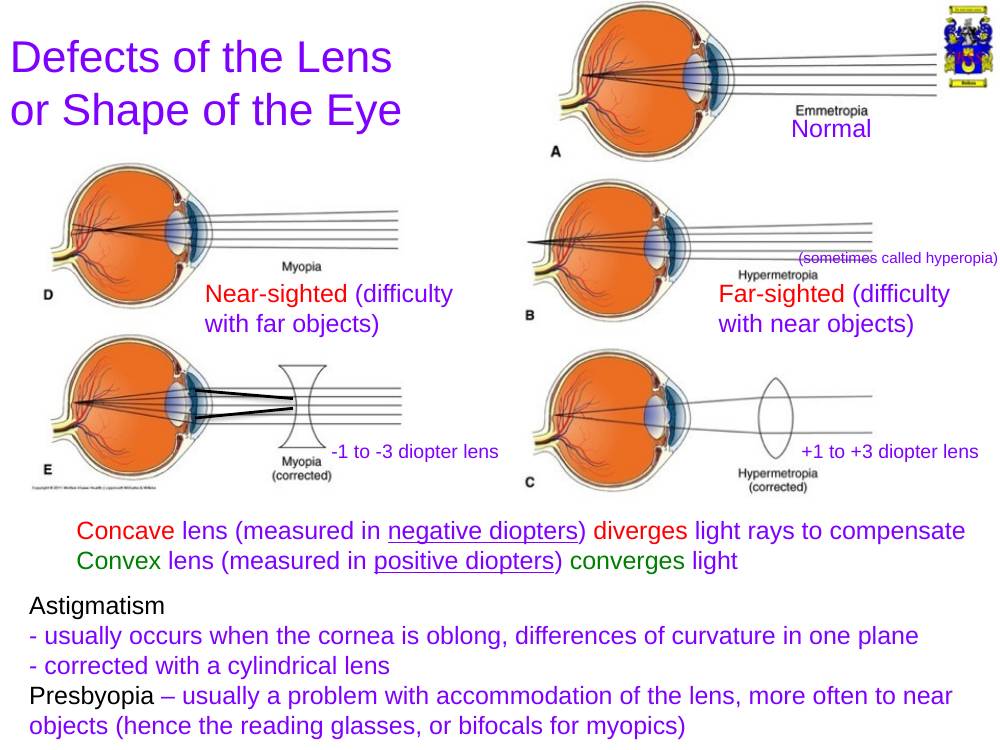 Defects of the Lens
or Shape of the Eye
Emmetropia
Normal
A
Myopia
D
Near-sighted (difficulty
with far objects)
(sometimes called hyperopia)
Hypermetropia
B
Far-sighted (difficulty
with near objects)
-1 to -3 diopter lens
Myopia
(corrected)
E
+1 to +3 diopter lens
Hypermetropia
(corrected)
C
Concave lens (measured in negative diopters) diverges light rays to compensate
Convex lens (measured in positive diopters) converges light
Astigmatism
- usually occurs when the cornea is oblong, differences of curvature in one plane
- corrected with a cylindrical lens
Presbyopia – usually a problem with accommodation of the lens, more often to near
objects (hence the reading glasses, or bifocals for myopics)